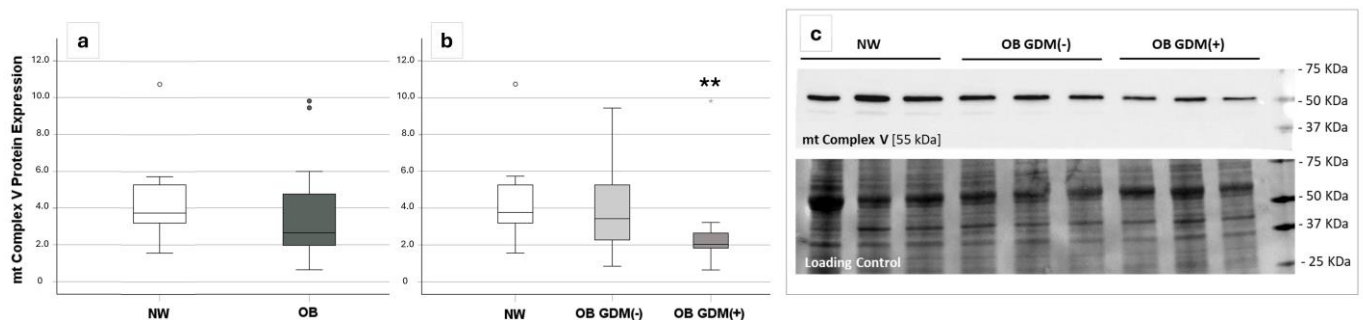 a
mt Complex V Protein Expression
12.0
10.0
8.0
6.0
4.0
2.0
0
NW
OB
b
12.0
10.0
8.0
6.0
4.0
2.0
0
**
NW
OB GDM(-)
OB GDM(+)
c
NW
OB GDM(-)
OB GDM(+)
- 75 KDa
- 50 KDa
- 37 KDa
mt Complex V [55 kDa]
-75 KDa
- 50 KDa
- 37 KDa
- 25 KDa
Loading Control